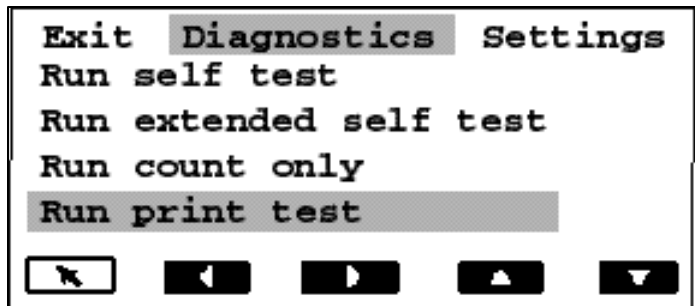 Exit Diagnostics Settings
Run self test
Run extended self test
Run count only
Run print test